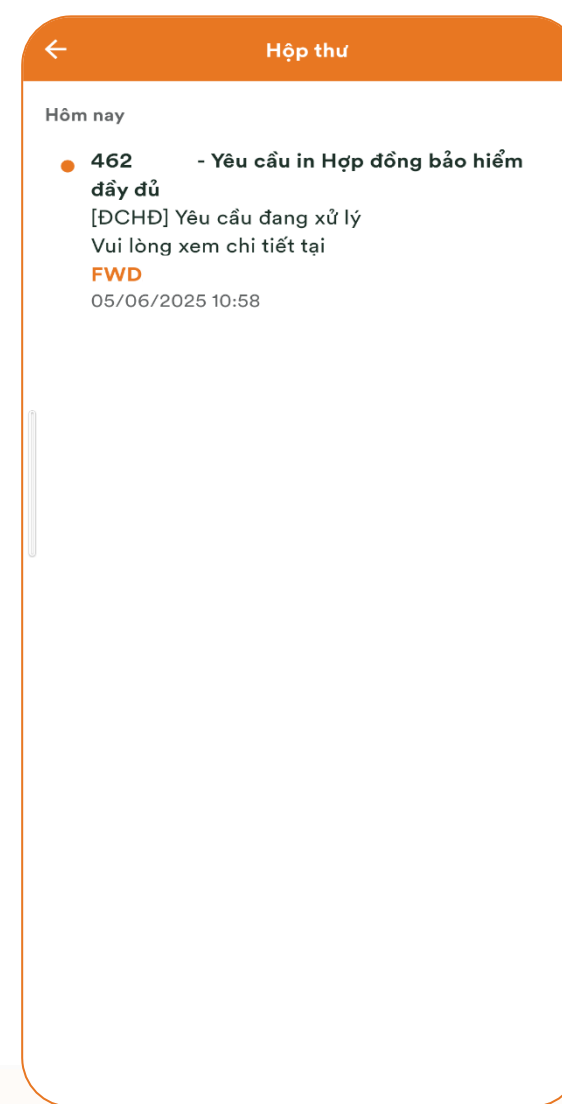 Hộp thư
Hôm nay
462 - Yêu cầu in Hợp đồng bảo hiểm
đầy đủ
[ĐCHĐ] Yêu cầu đang xử lý
Vui lòng xem chi tiết tại
FWD
05/06/2025 10:58